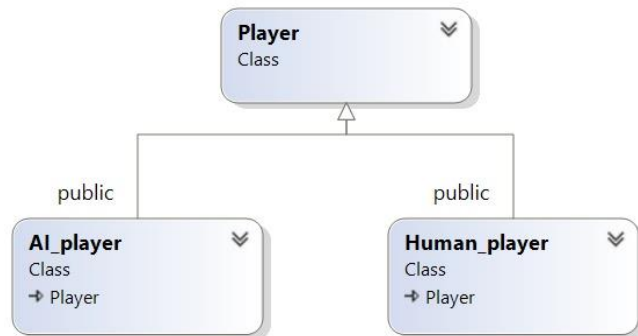 Player
Class
public
public
AI_player
Class
Player
Human_player
Class
Player